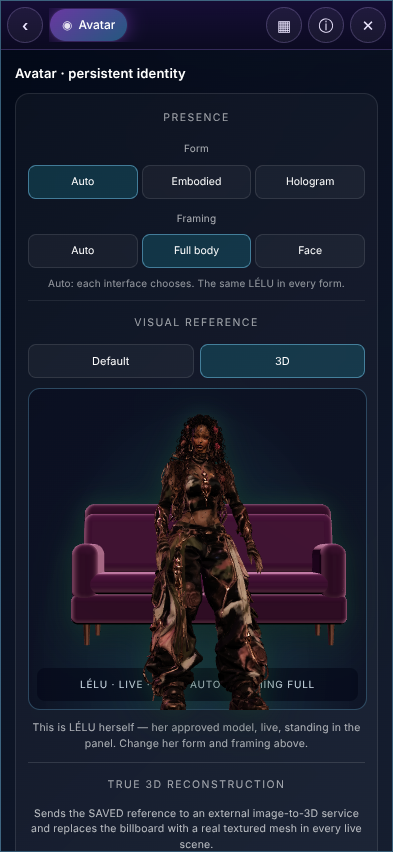 Avatar
Avatar · persistent identity
PRESENCE
Form
Auto Embodied Hologram
Framing
Auto Full body Face
Auto: each interface chooses. The same LÉLU in every form.
VISUAL REFERENCE
Default 3D
LÉLU · LIVE · AUTO FULL
This is LÉLU herself — her approved model, live, standing in the
panel. Change her form and framing above.
TRUE 3D RECONSTRUCTION
Sends the SAVED reference to an external image-to-3D service
and replaces the billboard with a real textured mesh in every live
scene.